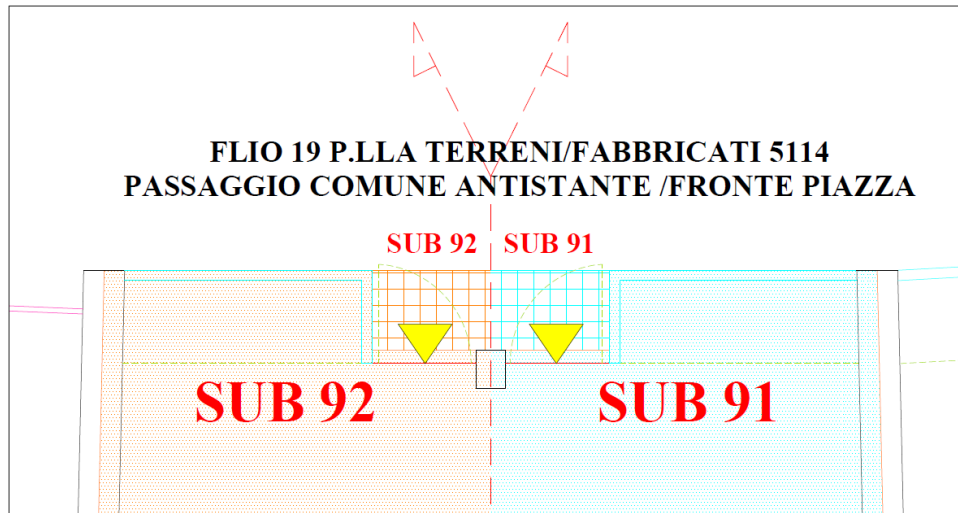 FLIO 19 P.LLA TERRENI/FABBRICATI 5114
PASSAGGIO COMUNE ANTISTANTE /FRONTE PIAZZA
SUB 92 SUB 91
SUB 92 SUB 91